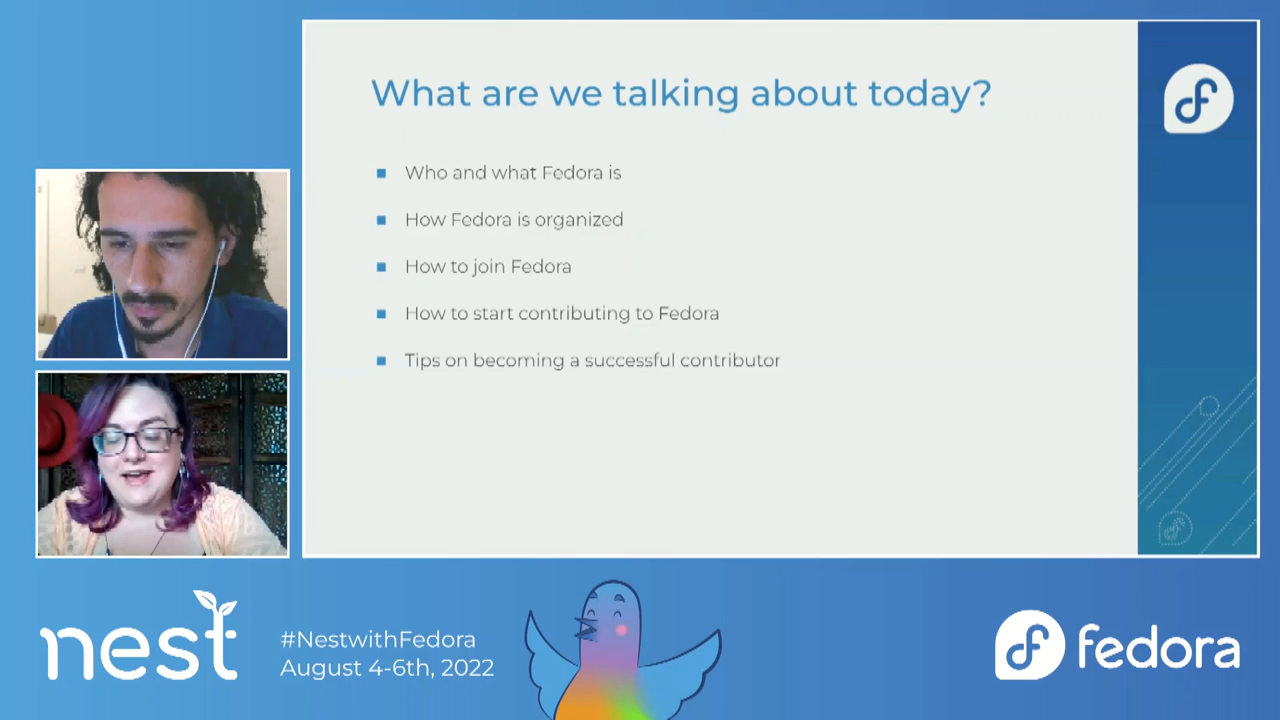 What are we talking about today?
Who and what Fedora is
How Fedora is organized
How to join Fedora
How to start contributing to Fedora
Tips on becoming a successful contributor
nest
#NestwithFedora
August 4-6th, 2022
fedora